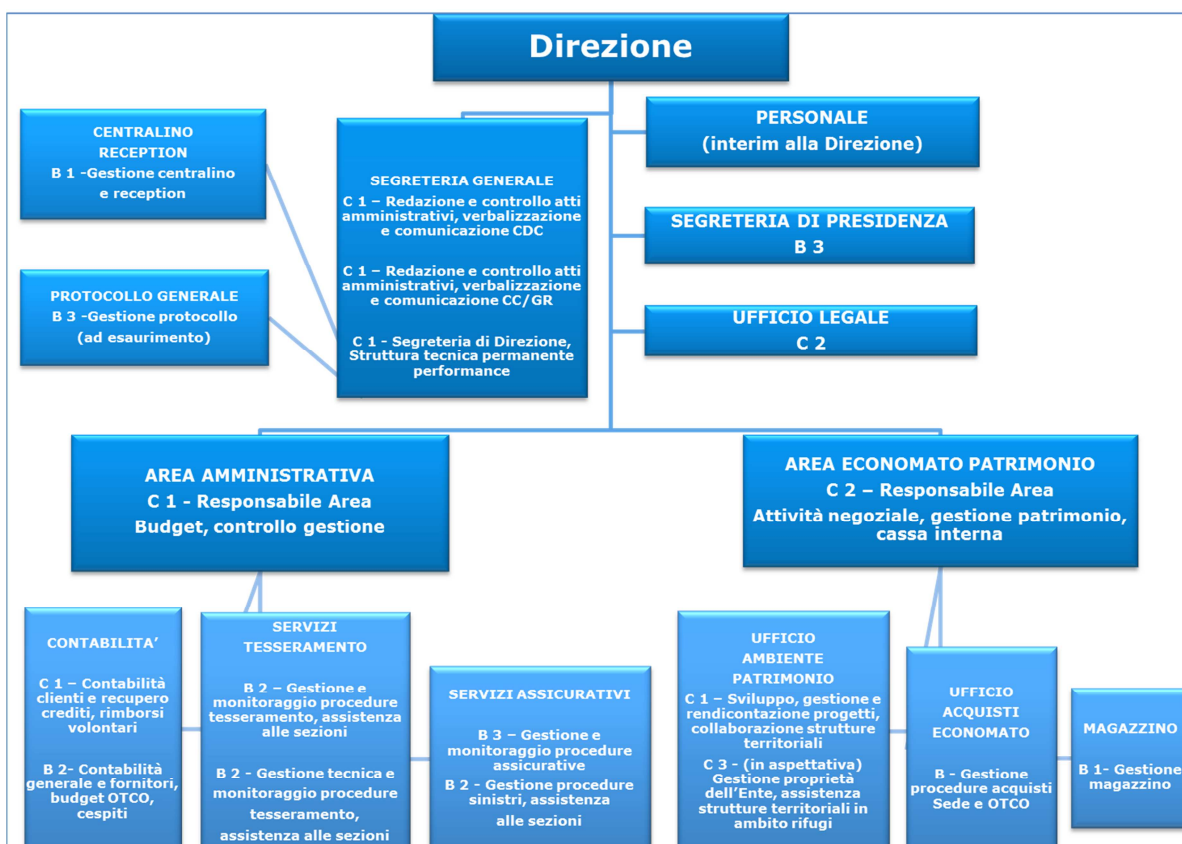 Direzione
CENTRALINO
RECEPTION
B 1 -Gestione centralino
e reception
PROTOCOLLO GENERALE
B 3 -Gestione protocollo
(ad esaurimento)
SEGRETERIA GENERALE
C 1 – Redazione e controllo atti
amministrativi, verbalizzazione
e comunicazione CDC
C 1 – Redazione e controllo atti
amministrativi, verbalizzazione
e comunicazione CC/GR
C 1 - Segreteria di Direzione,
Struttura tecnica permanente
performance
PERSONALE
(interim alla Direzione)
SEGRETERIA DI PRESIDENZA
B 3
UFFICIO LEGALE
C 2
AREA AMMINISTRATIVA
C 1 - Responsabile Area
Budget, controllo gestione
AREA ECONOMATO PATRIMONIO
C 2 – Responsabile Area
Attività negoziale, gestione patrimonio,
cassa interna
CONTABILITA’
C 1 – Contabilità
clienti e recupero
crediti, rimborsi
volontari
B 2- Contabilità
generale e fornitori,
budget OTCO,
cespiti
SERVIZI
TESSERAMENTO
B 2 – Gestione e
monitoraggio procedure
tesseramento, assistenza
alle sezioni
B 2 - Gestione tecnica e
monitoraggio procedure
tesseramento,
assistenza alle sezioni
SERVIZI ASSICURATIVI
B 3 – Gestione e
monitoraggio procedure
assicurative
B 2 - Gestione procedure
sinistri, assistenza
alle sezioni
UFFICIO
AMBIENTE
PATRIMONIO
C 1 – Sviluppo, gestione e
rendicontazione progetti,
collaborazione strutture
territoriali
C 3 - (in aspettativa)
Gestione proprietà
dell’Ente, assistenza
strutture territoriali in
ambito rifugi
UFFICIO
ACQUISTI
ECONOMATO
B - Gestione
procedure acquisti
Sede e OTCO
MAGAZZINO
B 1- Gestione
magazzino